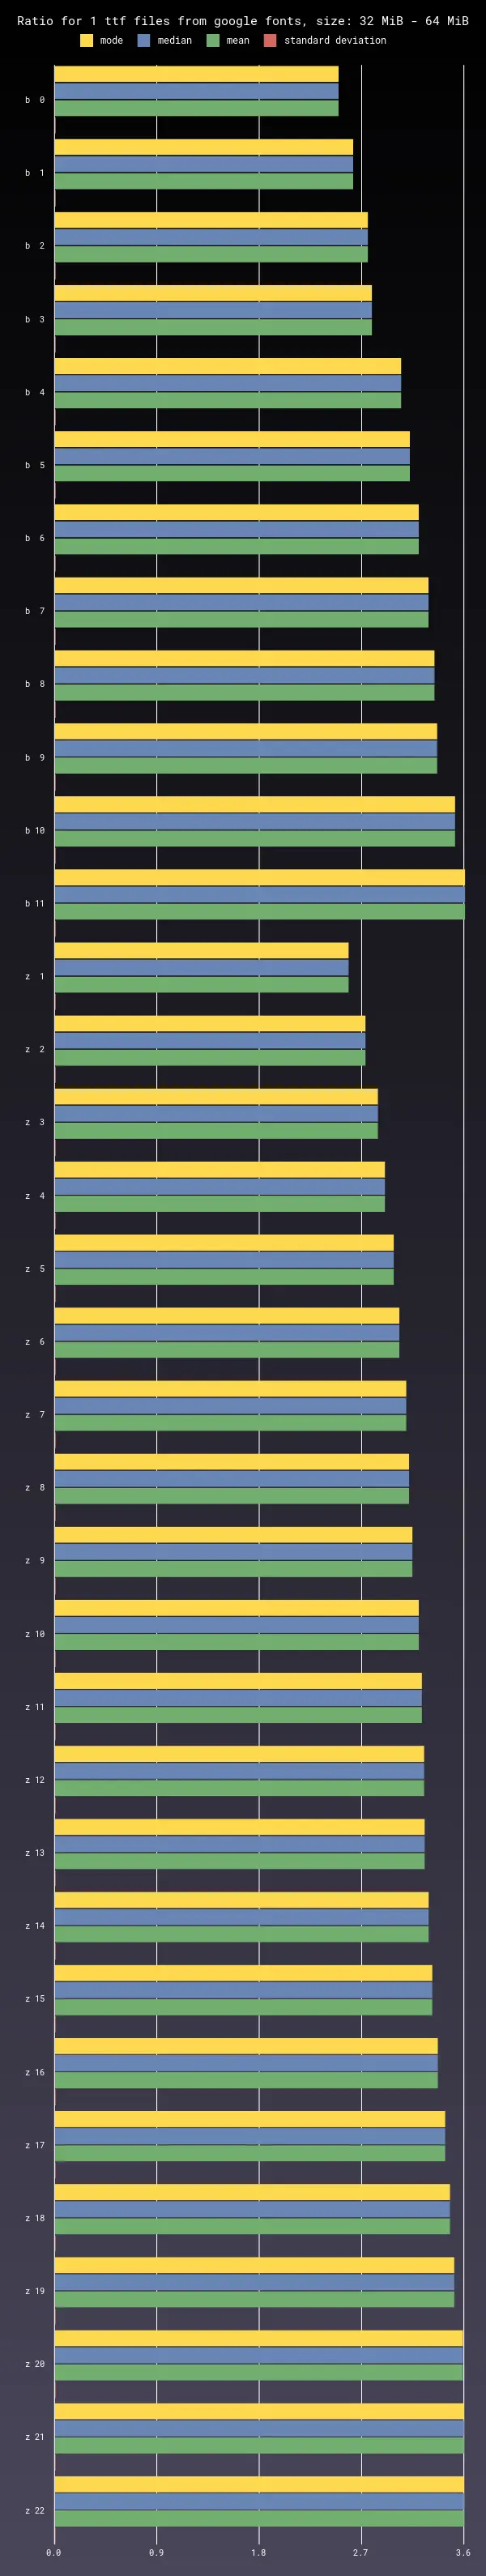 Ratio for 1 ttf files from google fonts, size: 32 MiB - 64 MiB
mode median mean standard deviation
b 0
b 1
b 2
b 3
b 4
b 5
b 6
b 7
b 8
b 9
b 10
b 11
z 1
z 2
z 3
z 4
z 5
z 6
z 7
z 8
z 9
z 10
z 11
z 12
z 13
z 14
z 15
z 16
z 17
z 18
z 19
z 20
z 21
z 22
0.0 0.9 1.8 2.7 3.6